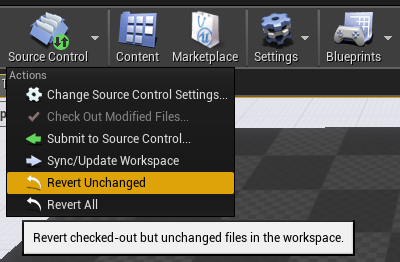 Source Control
Content
Marketplace
Settings
Blueprints
Actions
Change Source Control Settings...
Check Out Modified Files...
Submit to Source Control...
Sync/Update Workspace
Revert Unchanged
Revert All
Revert checked-out but unchanged files in the workspace.